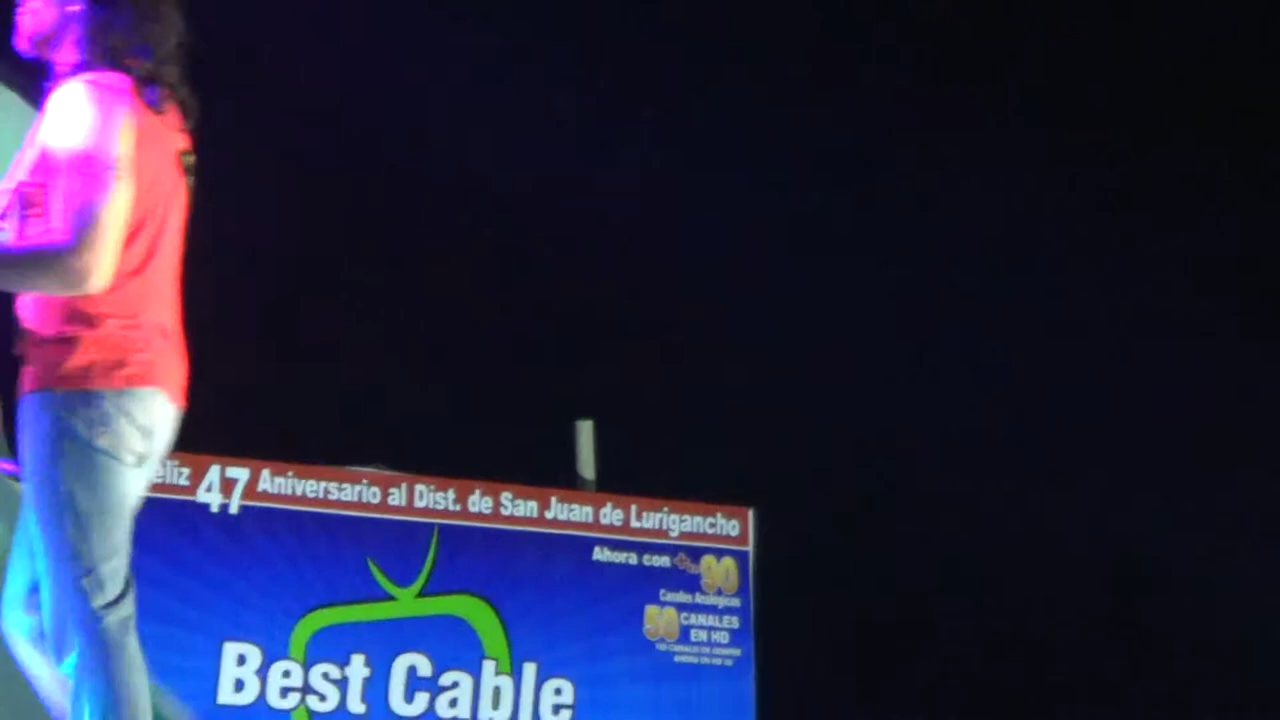 eliz 47 Aniversario al Dist. de San Juan de Lurigancho
Ahora con
90
Canales Analógicos
50 CANALES
EN HD
Best Cable